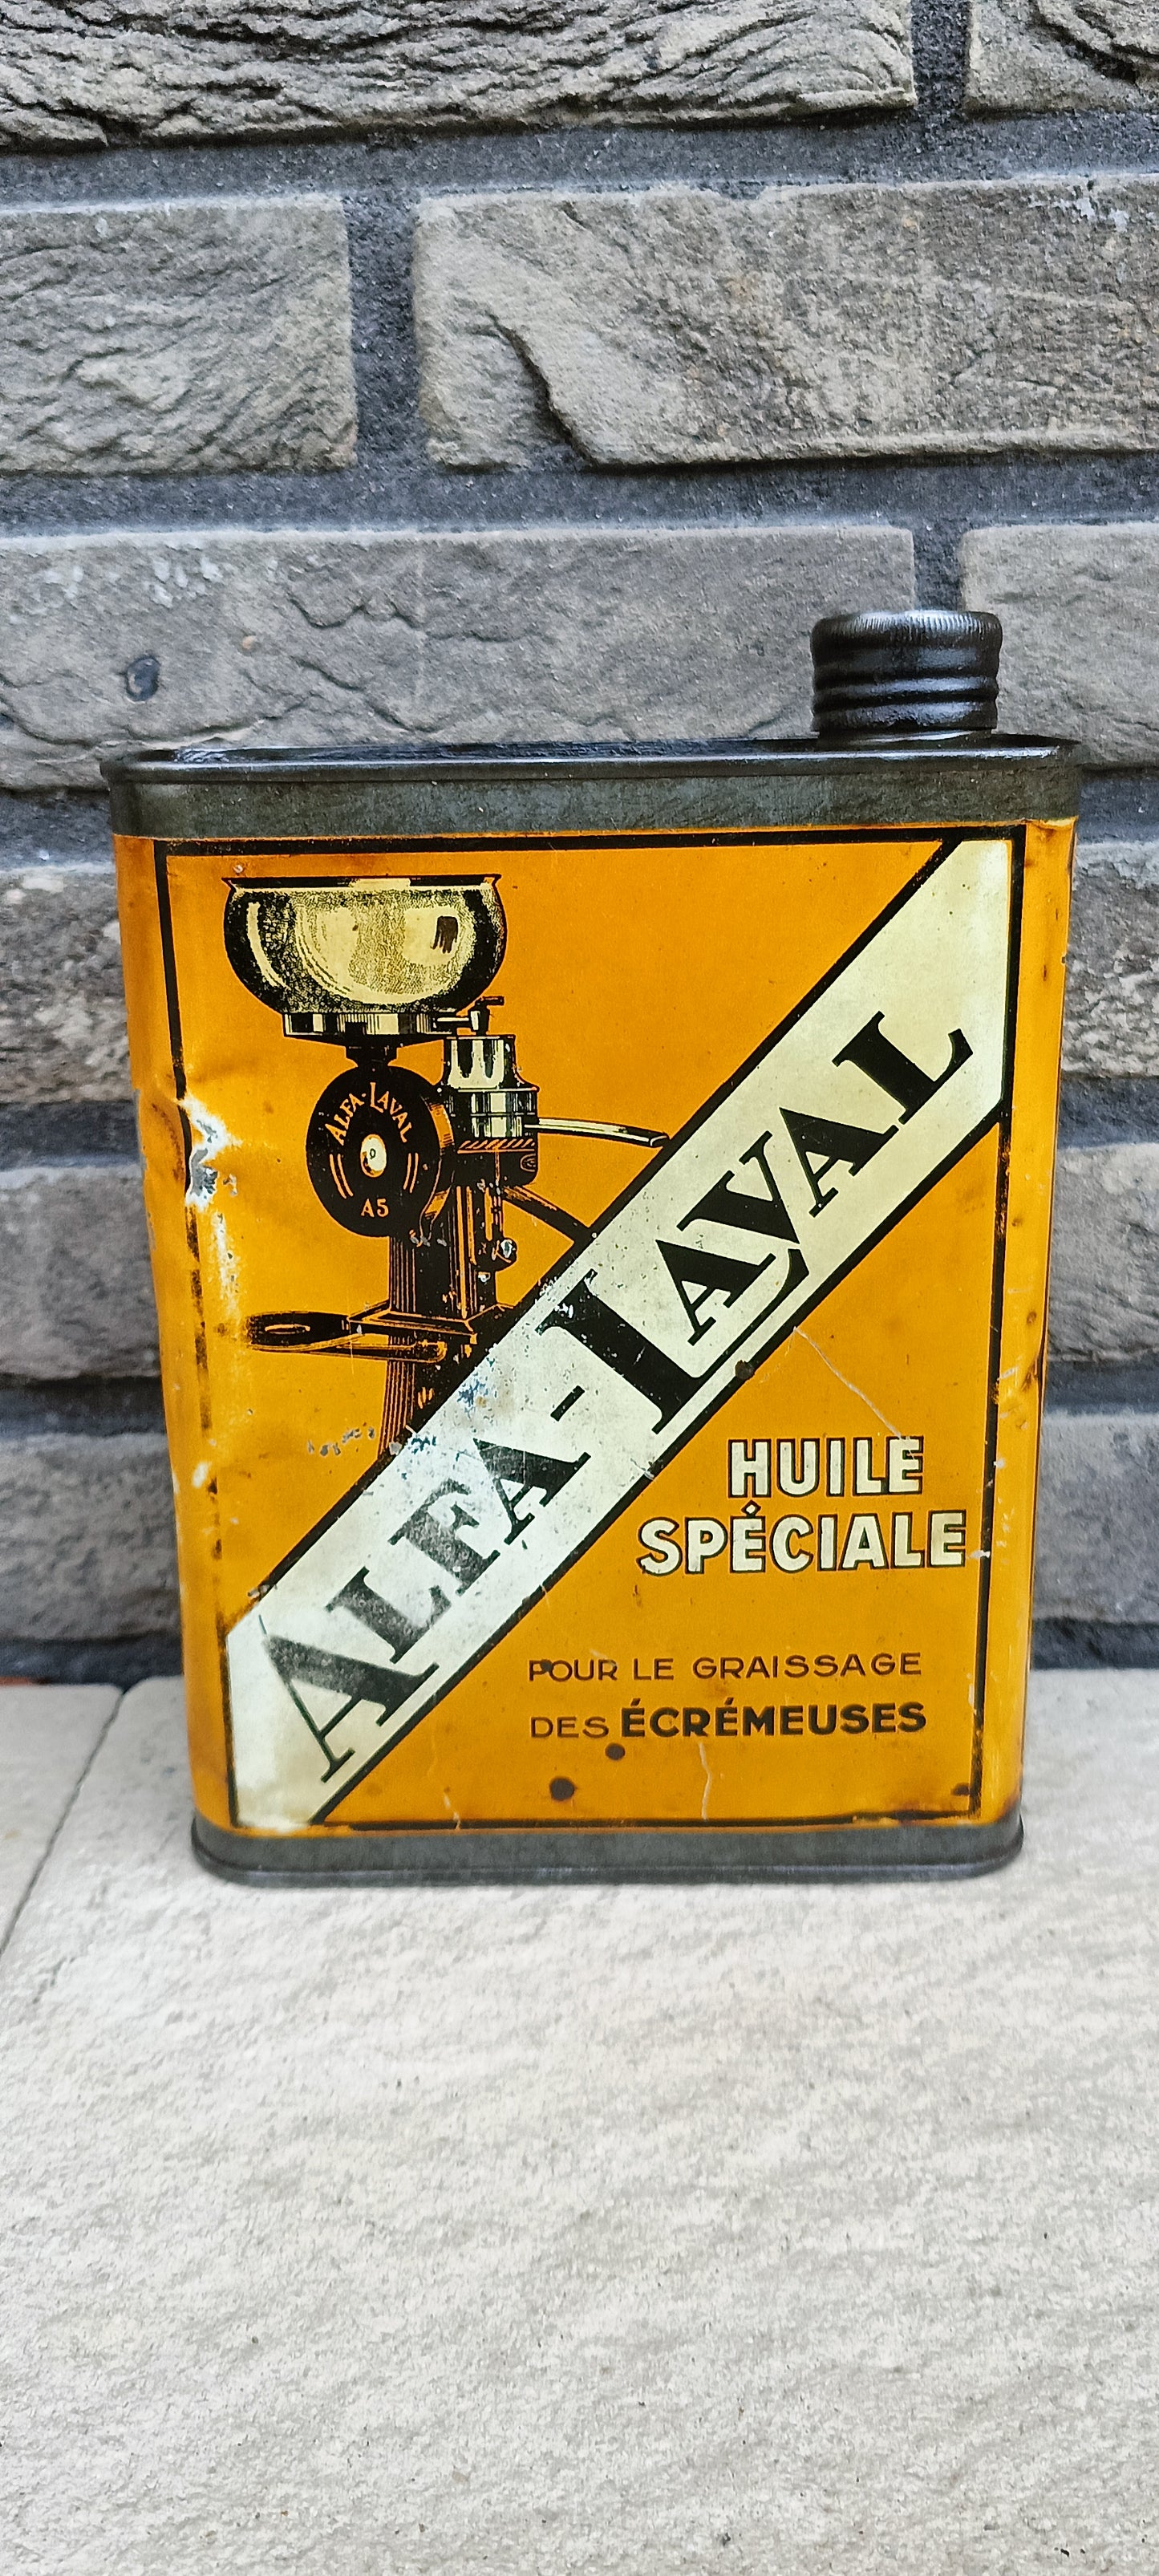 ALFA-LAVAL
A5
ALFA-LAVAL
HUILE
SPÉCIALE
POUR LE GRAISSAGE
DES ÉCRÉMEUSES